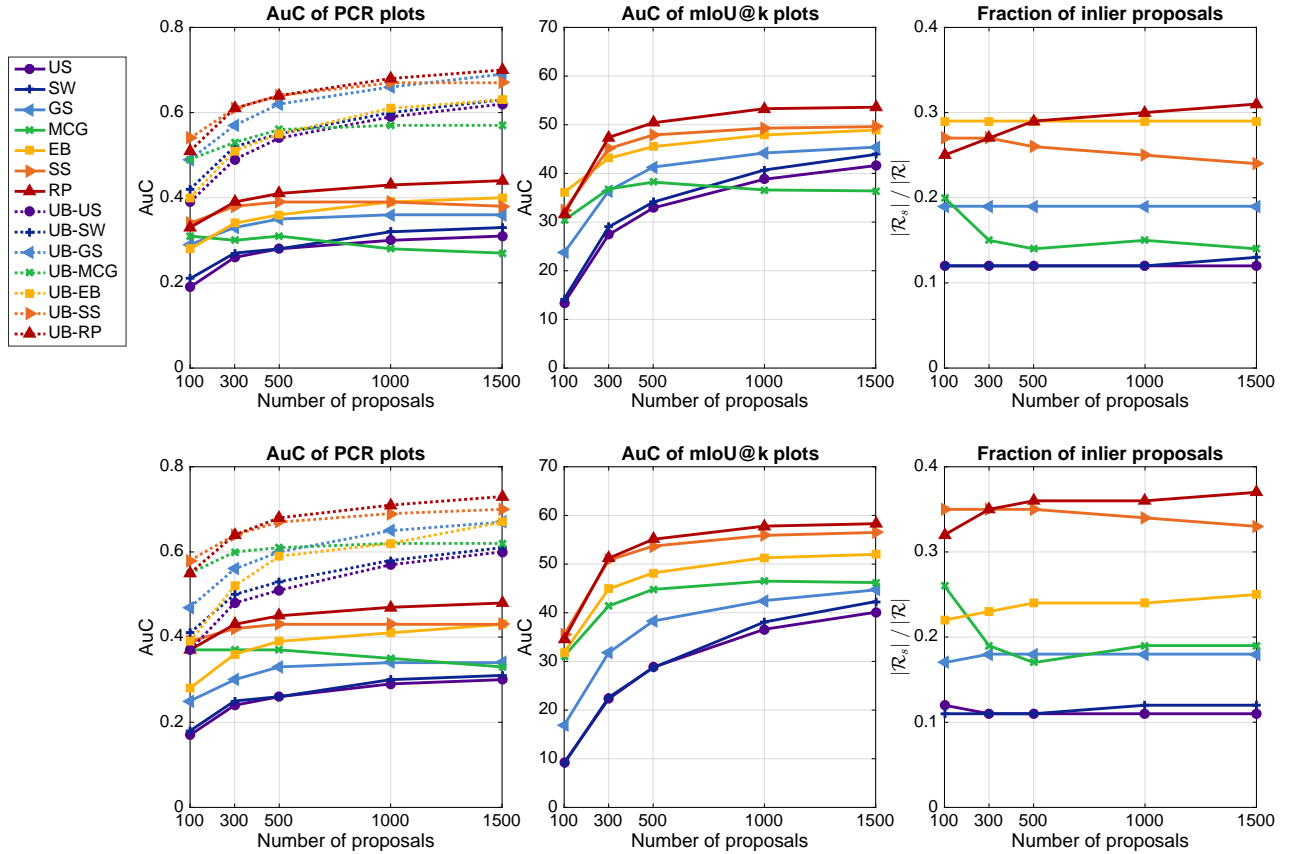 AuC of PCR plots
AuC of mIoU@k plots
Fraction of inlier proposals
US
SW
GS
MCG
EB
SS
RP
UB-US
UB-SW
UB-GS
UB-MCG
UB-EB
UB-SS
UB-RP
AuC
0.8
0.6
0.4
0.2
0
100 300 500 1000 1500
Number of proposals
AuC
70
60
50
40
30
20
10
0
100 300 500 1000 1500
Number of proposals
|ℛₛ| / |ℛ|
0.4
0.3
0.2
0.1
0
100 300 500 1000 1500
Number of proposals
AuC of PCR plots
AuC of mIoU@k plots
Fraction of inlier proposals
AuC
0.8
0.6
0.4
0.2
0
100 300 500 1000 1500
Number of proposals
AuC
70
60
50
40
30
20
10
0
100 300 500 1000 1500
Number of proposals
|ℛₛ| / |ℛ|
0.4
0.3
0.2
0.1
0
100 300 500 1000 1500
Number of proposals